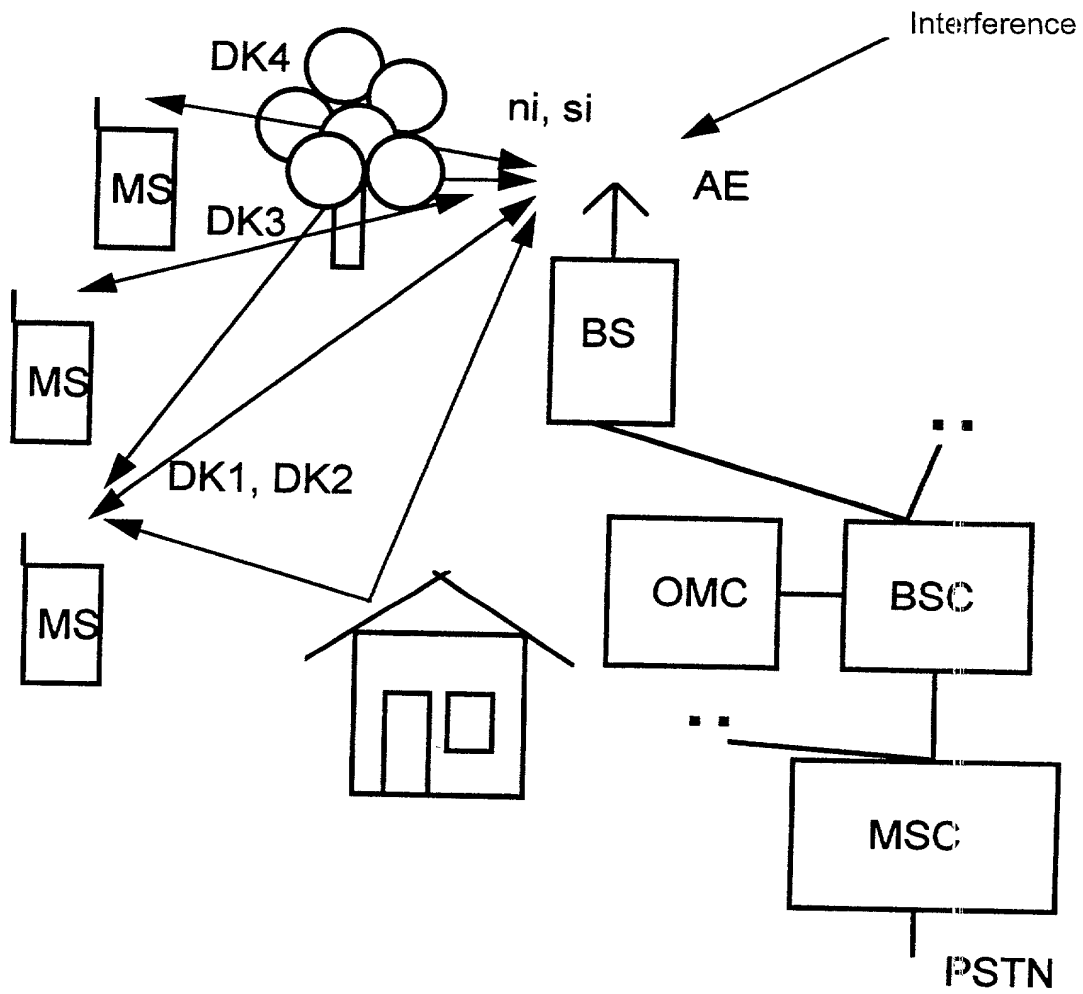 Interference
DK4
ni, si
MS
AE
DK3
BS
MS
DK1, DK2
OMC
BSC
MS
MSC
PSTN